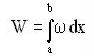 W = ∫ₐᵇ ω dx